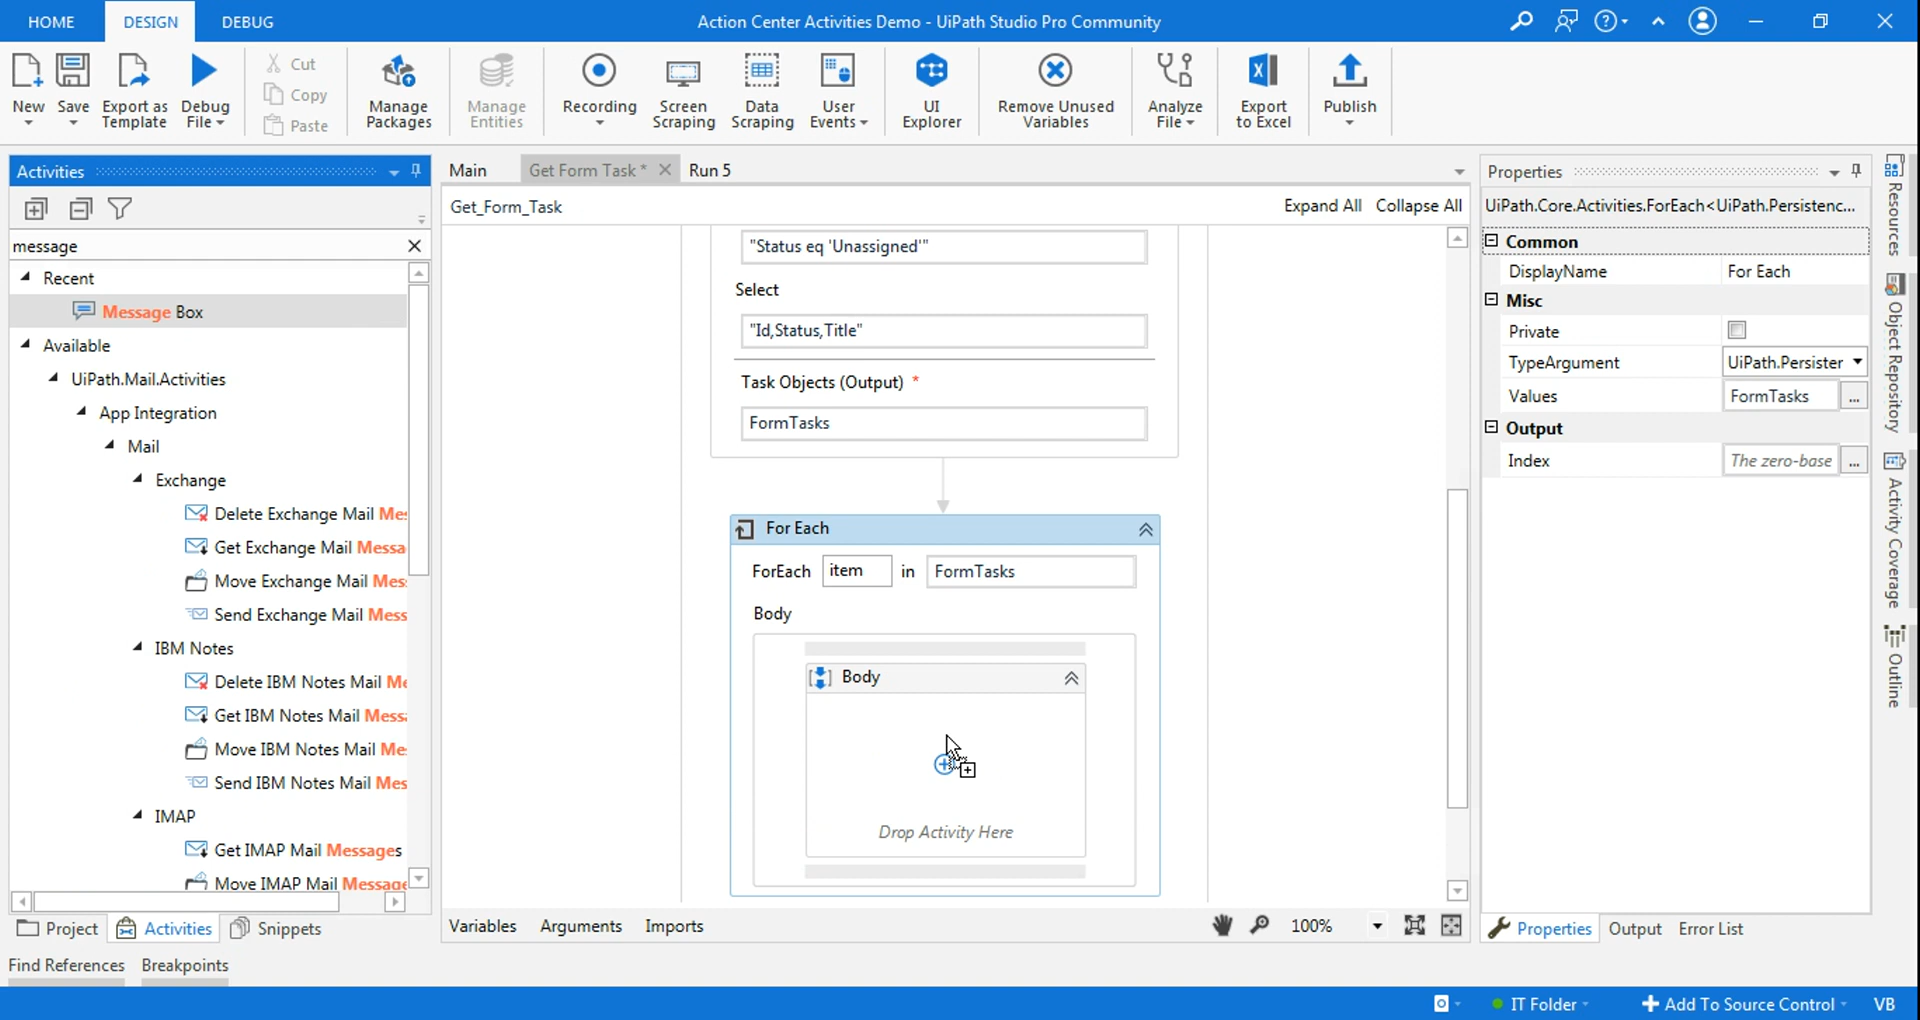 HOME DESIGN DEBUG Action Center Activities Demo - UiPath Studio Pro Community
New Save Export as Template Debug File Cut Copy Paste Manage Packages Manage Entities Recording Screen Scraping Data Scraping User Events UI Explorer Remove Unused Variables Analyze File Export to Excel Publish
Activities
message
Recent
Message Box
Available
UiPath.Mail.Activities
App Integration
Mail
Exchange
Delete Exchange Mail Mes
Get Exchange Mail Messa
Move Exchange Mail Mes
Send Exchange Mail Mess
IBM Notes
Delete IBM Notes Mail Me
Get IBM Notes Mail Messa
Move IBM Notes Mail Me
Send IBM Notes Mail Mes
IMAP
Get IMAP Mail Messages
Move IMAP Mail Message
Project Activities Snippets
Find References Breakpoints
Main Get Form Task * Run 5
Get_Form_Task Expand All Collapse All
"Status eq 'Unassigned'"
Select
"Id,Status,Title"
Task Objects (Output) *
FormTasks
For Each
ForEach item in FormTasks
Body
Body
Drop Activity Here
Variables Arguments Imports 100%
Properties
UiPath.Core.Activities.ForEach<UiPath.Persistenc...
Common
DisplayName For Each
Misc
Private
TypeArgument UiPath.Persister
Values FormTasks ...
Output
Index The zero-base ...
Properties Output Error List
Resources
Object Repository
Activity Coverage
Outline
IT Folder Add To Source Control VB